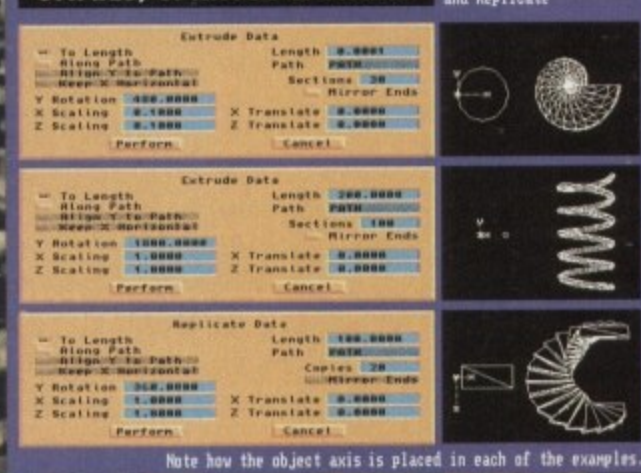 and Replicate
Extrude Data
To Length
Length 0.0001
Along Path
Path PATH
Align Y to Path
Sections 20
Keep X Horizontal
Mirror Ends
Y Rotation 480.0000
X Scaling 0.1000
X Translate 0.0000
Z Scaling 0.1000
Z Translate 0.0000
Perform
Cancel
Extrude Data
To Length
Length 200.0000
Along Path
Path PATH
Align Y to Path
Sections 100
Keep X Horizontal
Mirror Ends
Y Rotation 1800.0000
X Scaling 1.0000
X Translate 0.0000
Z Scaling 1.0000
Z Translate 0.0000
Perform
Cancel
Replicate Data
To Length
Length 100.0000
Along Path
Path PATH
Align Y to Path
Copies 20
Keep X Horizontal
Mirror Ends
Y Rotation 360.0000
X Scaling 1.0000
X Translate 0.0000
Z Scaling 1.0000
Z Translate 0.0000
Perform
Cancel
Note how the object axis is placed in each of the examples